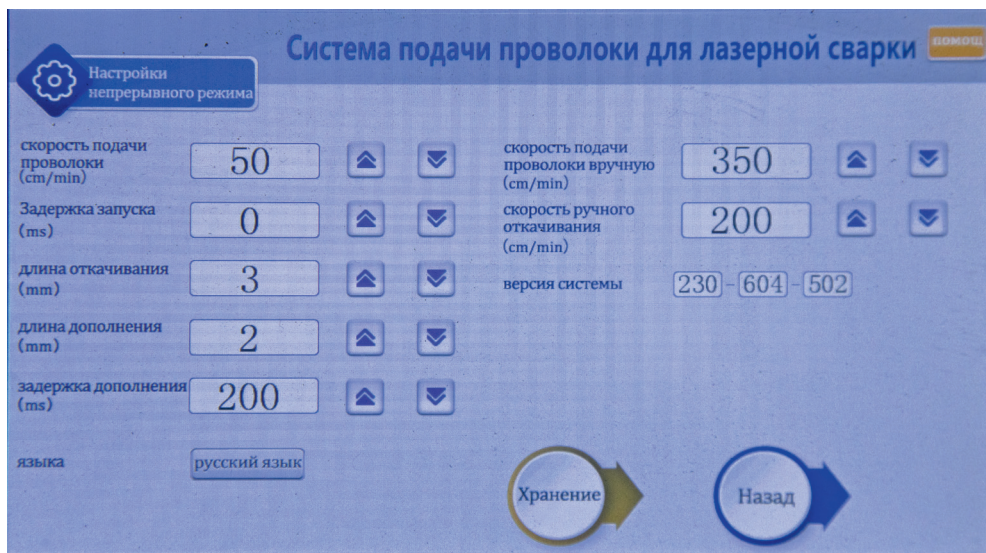 Система подачи проволоки для лазерной сварки
помощ
Настройки
непрерывного режима
скорость подачи
проволоки
(cm/min)
50
Задержка запуска
(ms)
0
длина откачивания
(mm)
3
длина дополнения
(mm)
2
задержка дополнения
(ms)
200
языка
русский язык
скорость подачи
проволоки вручную
(cm/min)
350
скорость ручного
откачивания
(cm/min)
200
версия системы
230-604-502
Хранение
Назад